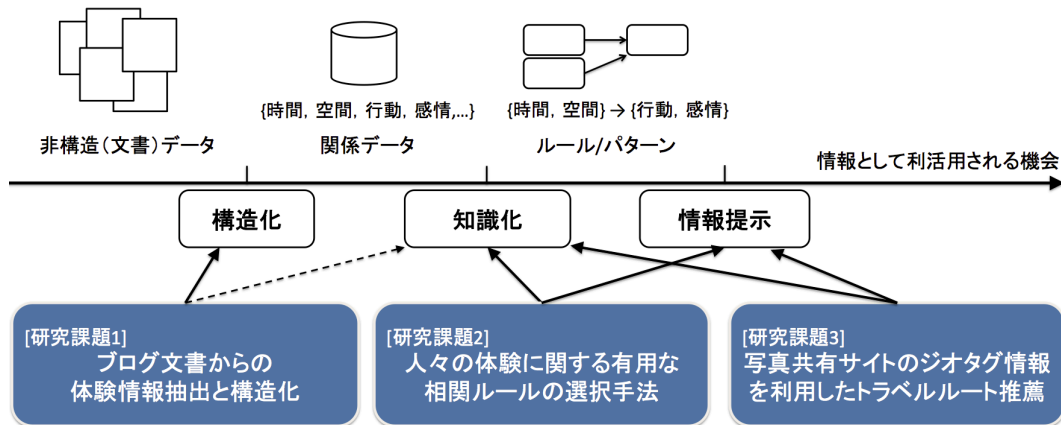 {時間, 空間, 行動, 感情,...}
{時間, 空間} → {行動, 感情}
非構造(文書)データ
関係データ
ルール/パターン
情報として利活用される機会
構造化
知識化
情報提示
[研究課題1]
ブログ文書からの
体験情報抽出と構造化
[研究課題2]
人々の体験に関する有用な
相関ルールの選択手法
[研究課題3]
写真共有サイトのジオタグ情報
を利用したトラベルルート推薦